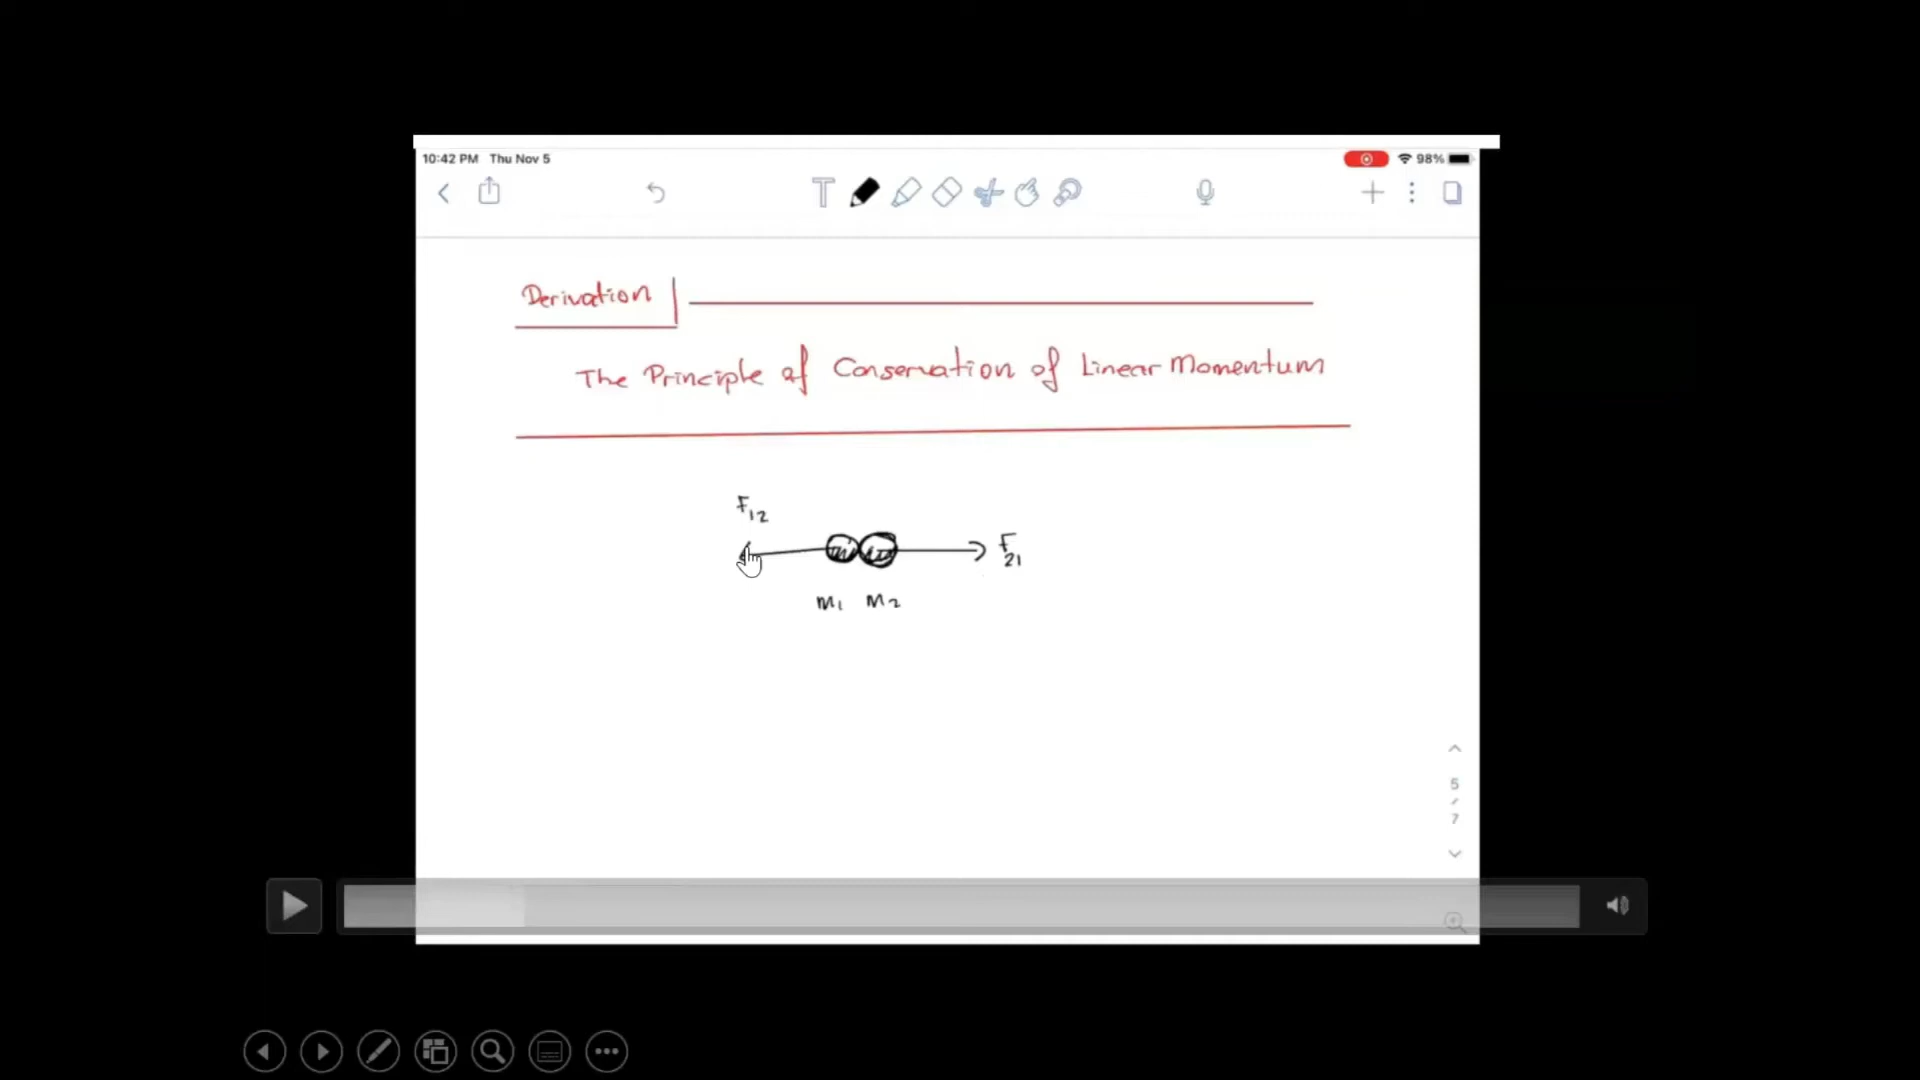 10:42 PM Thu Nov 5
98%
T
Derivation
The Principle of Conservation of Linear Momentum
F12
F21
M1 M2
5
/
7